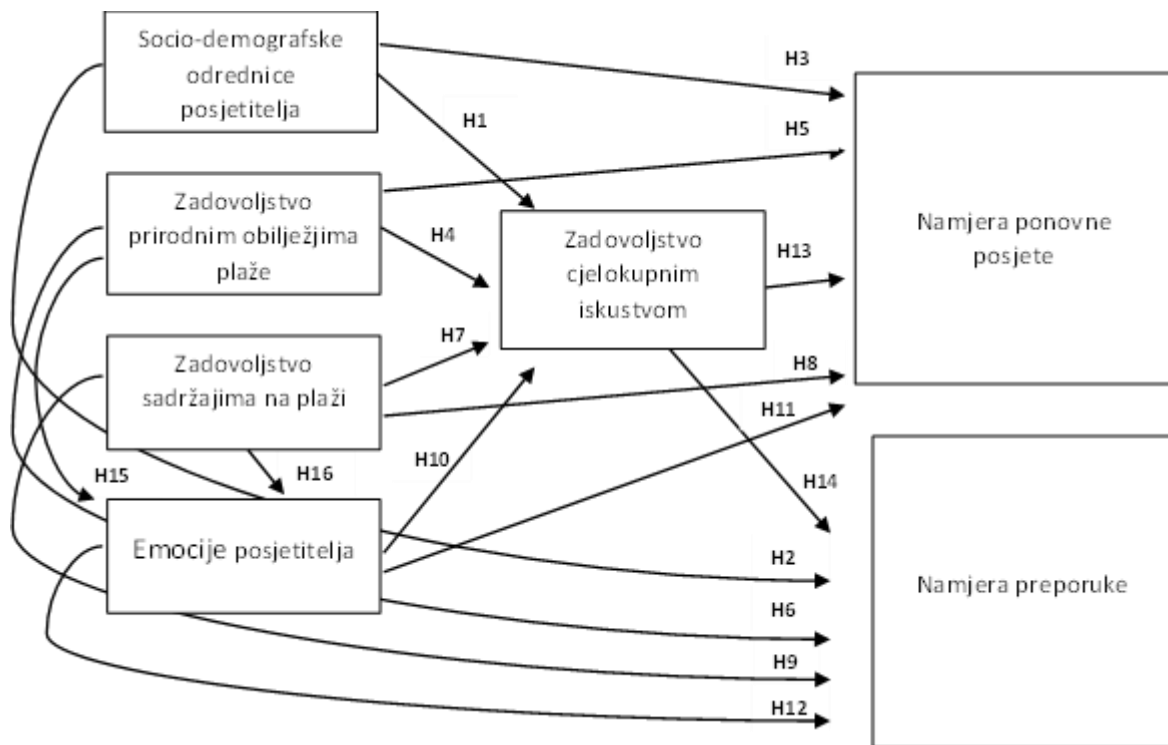 Socio-demografske
odrednice
posjetitelja
H3
H1
H5
Zadovoljstvo
prirodnim obilježjima
plaže
H4
Zadovoljstvo
cjelokupnim
iskustvom
H13
Namjera ponovne
posjete
Zadovoljstvo
sadržajima na plaži
H7
H8
H11
H15
H16
H10
H14
Emocije posjetitelja
H2
H6
H9
H12
Namjera preporuke